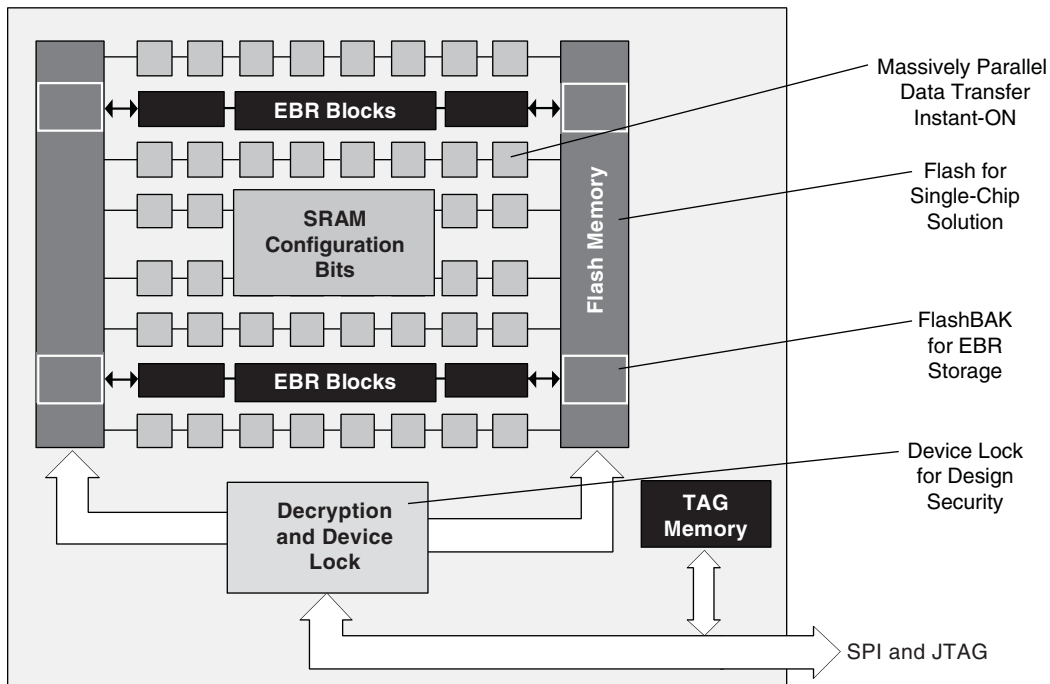 EBR Blocks
SRAM
Configuration
Bits
EBR Blocks
Flash Memory
Decryption
and Device
Lock
TAG
Memory
SPI and JTAG
Massively Parallel
Data Transfer
Instant-ON
Flash for
Single-Chip
Solution
FlashBAK
for EBR
Storage
Device Lock
for Design
Security